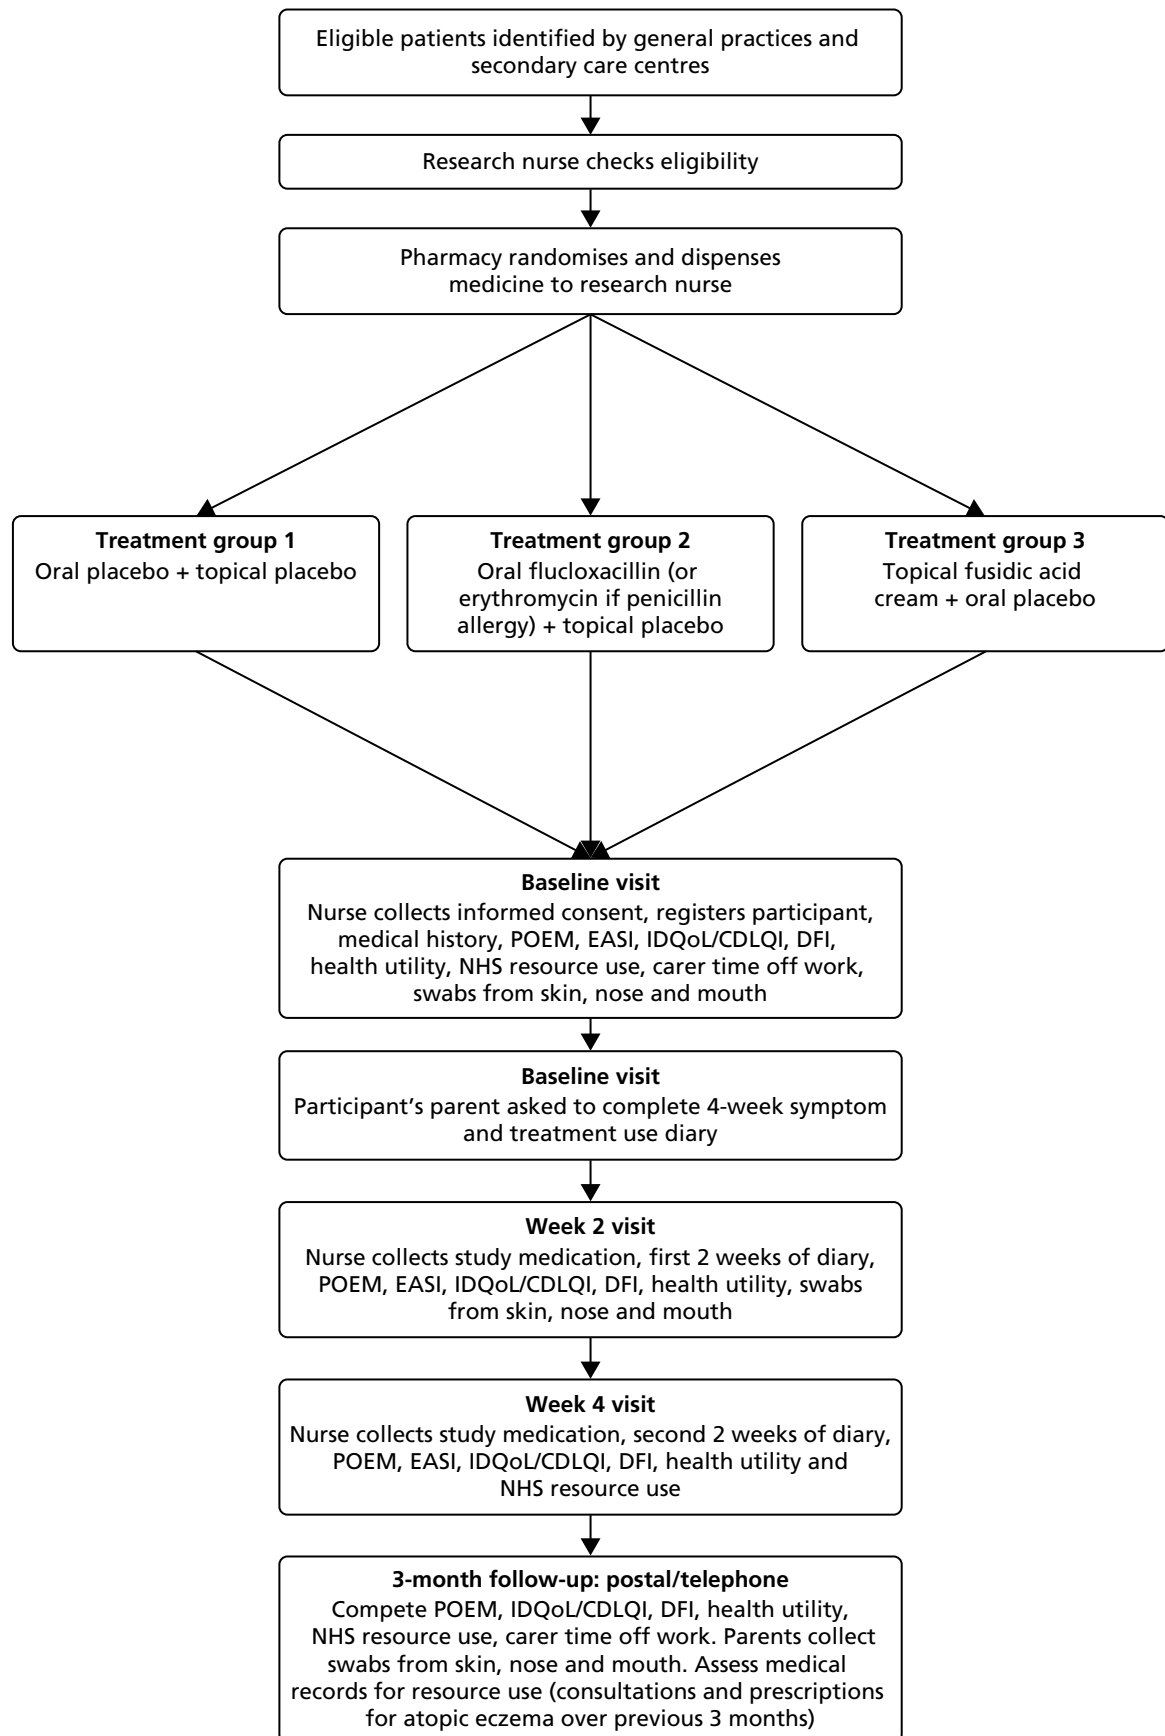 Eligible patients identified by general practices and
secondary care centres
Research nurse checks eligibility
Pharmacy randomises and dispenses
medicine to research nurse
Treatment group 1
Oral placebo + topical placebo
Treatment group 2
Oral flucloxacillin (or
erythromycin if penicillin
allergy) + topical placebo
Treatment group 3
Topical fusidic acid
cream + oral placebo
Baseline visit
Nurse collects informed consent, registers participant,
medical history, POEM, EASI, IDQoL/CDLQI, DFI,
health utility, NHS resource use, carer time off work,
swabs from skin, nose and mouth
Baseline visit
Participant’s parent asked to complete 4-week symptom
and treatment use diary
Week 2 visit
Nurse collects study medication, first 2 weeks of diary,
POEM, EASI, IDQoL/CDLQI, DFI, health utility, swabs
from skin, nose and mouth
Week 4 visit
Nurse collects study medication, second 2 weeks of diary,
POEM, EASI, IDQoL/CDLQI, DFI, health utility and
NHS resource use
3-month follow-up: postal/telephone
Compete POEM, IDQoL/CDLQI, DFI, health utility,
NHS resource use, carer time off work. Parents collect
swabs from skin, nose and mouth. Assess medical
records for resource use (consultations and prescriptions
for atopic eczema over previous 3 months)